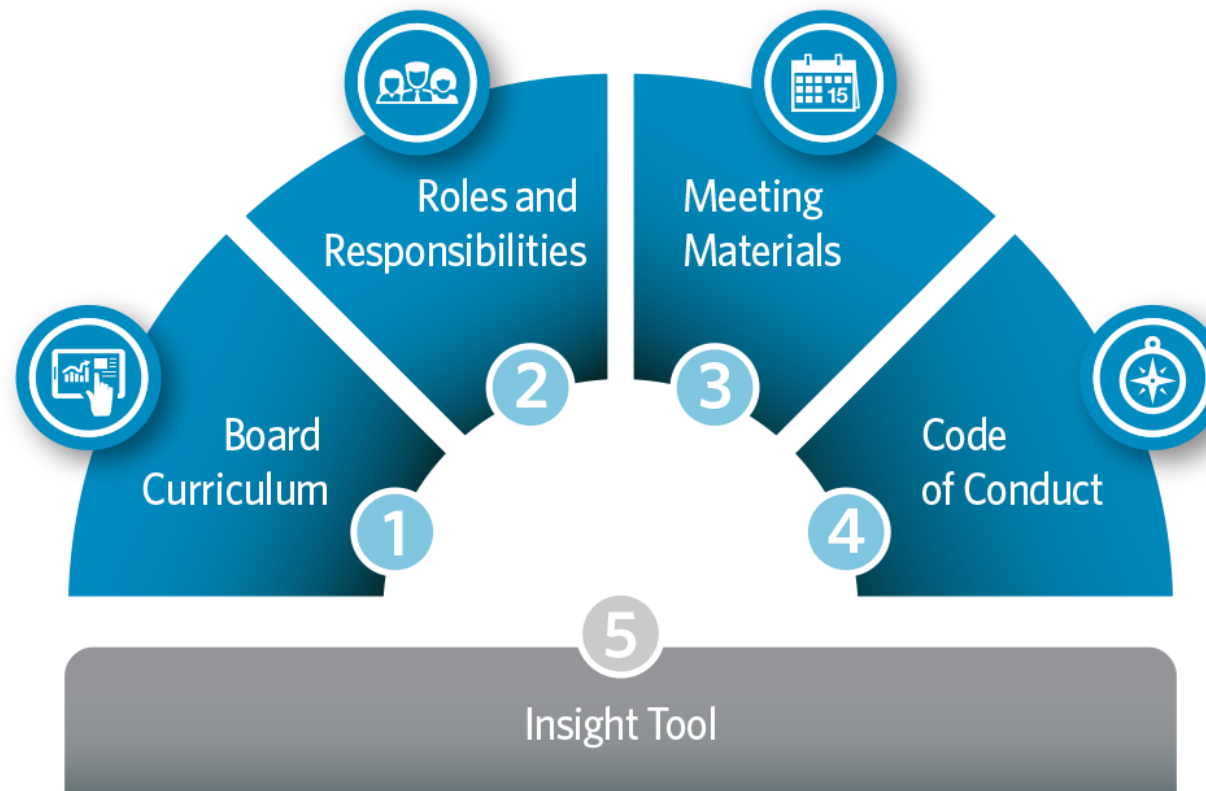 15
Roles and
Responsibilities
2
Meeting
Materials
3
Board
Curriculum
1
Code
of Conduct
4
5
Insight Tool